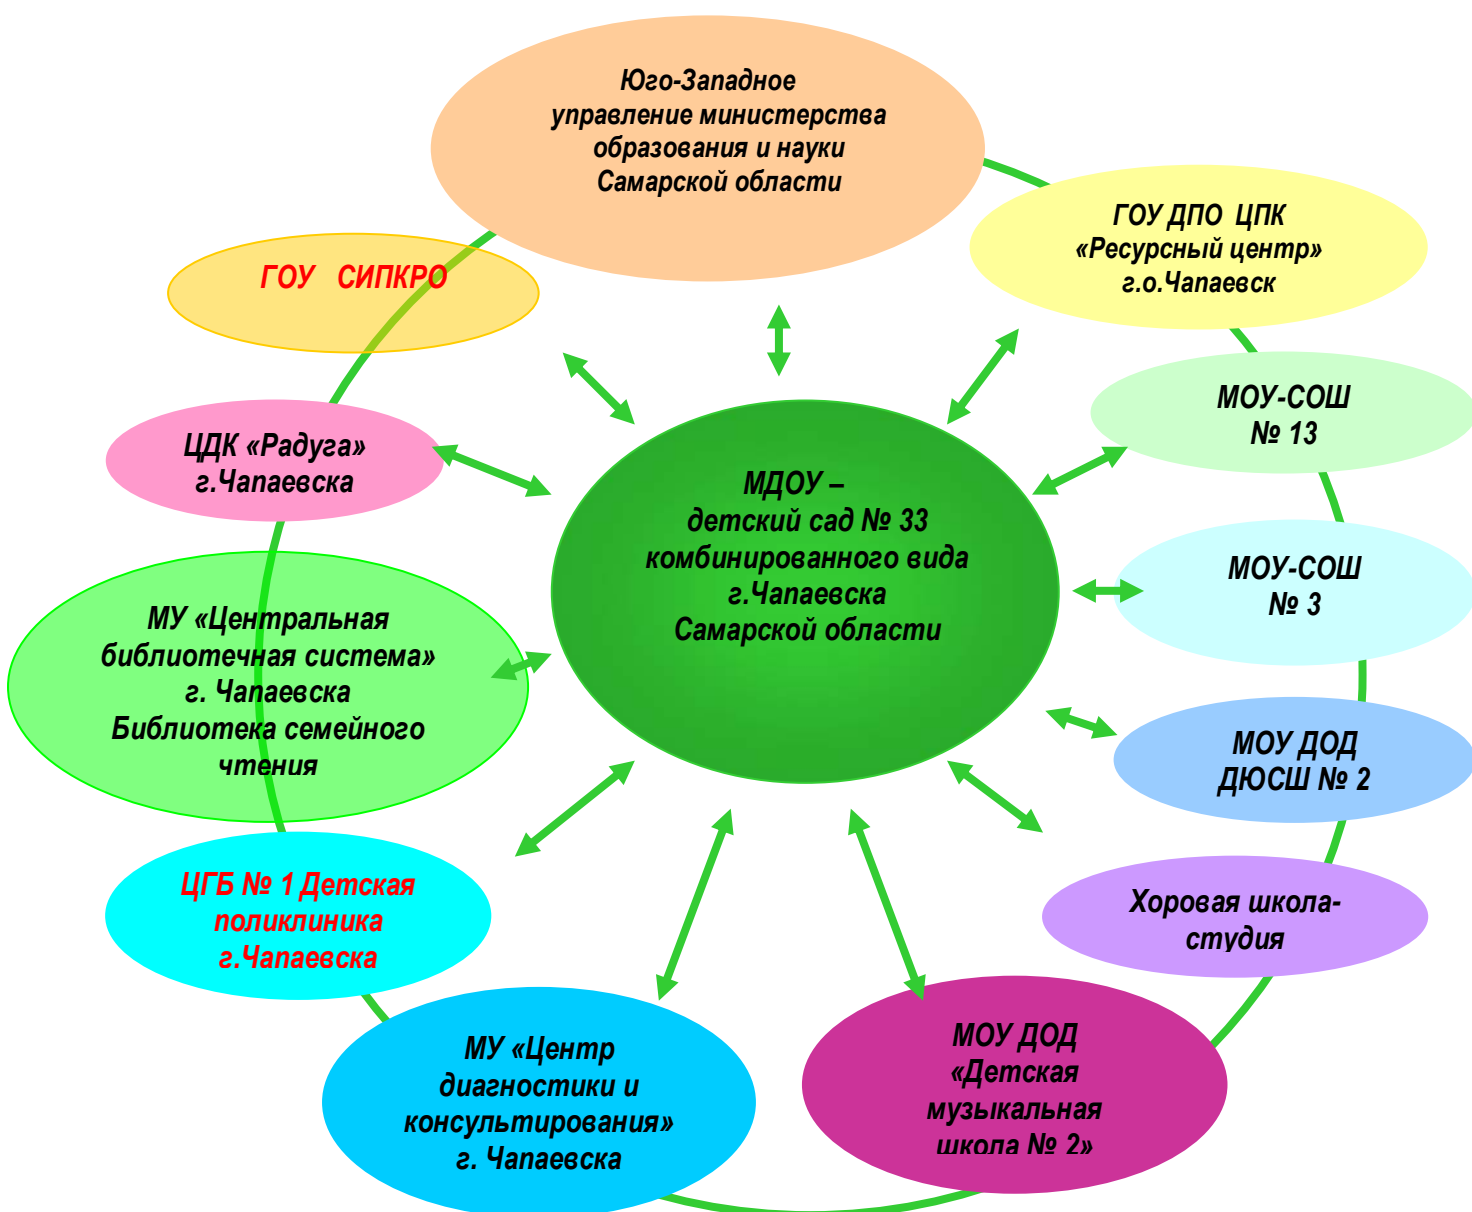 Юго-Западное
управление министерства
образования и науки
Самарской области
ГОУ ДПО ЦПК
«Ресурсный центр»
г.о.Чапаевск
ГОУ СИПКРО
МОУ-СОШ
№ 13
ЦДК «Радуга»
г.Чапаевска
МДОУ –
детский сад № 33
комбинированного вида
г.Чапаевска
Самарской области
МОУ-СОШ
№ 3
МУ «Центральная
библиотечная система»
г. Чапаевска
Библиотека семейного
чтения
МОУ ДОД
ДЮСШ № 2
ЦГБ № 1 Детская
поликлиника
г.Чапаевска
Хоровая школа-
студия
МУ «Центр
диагностики и
консультирования»
г. Чапаевска
МОУ ДОД
«Детская
музыкальная
школа № 2»